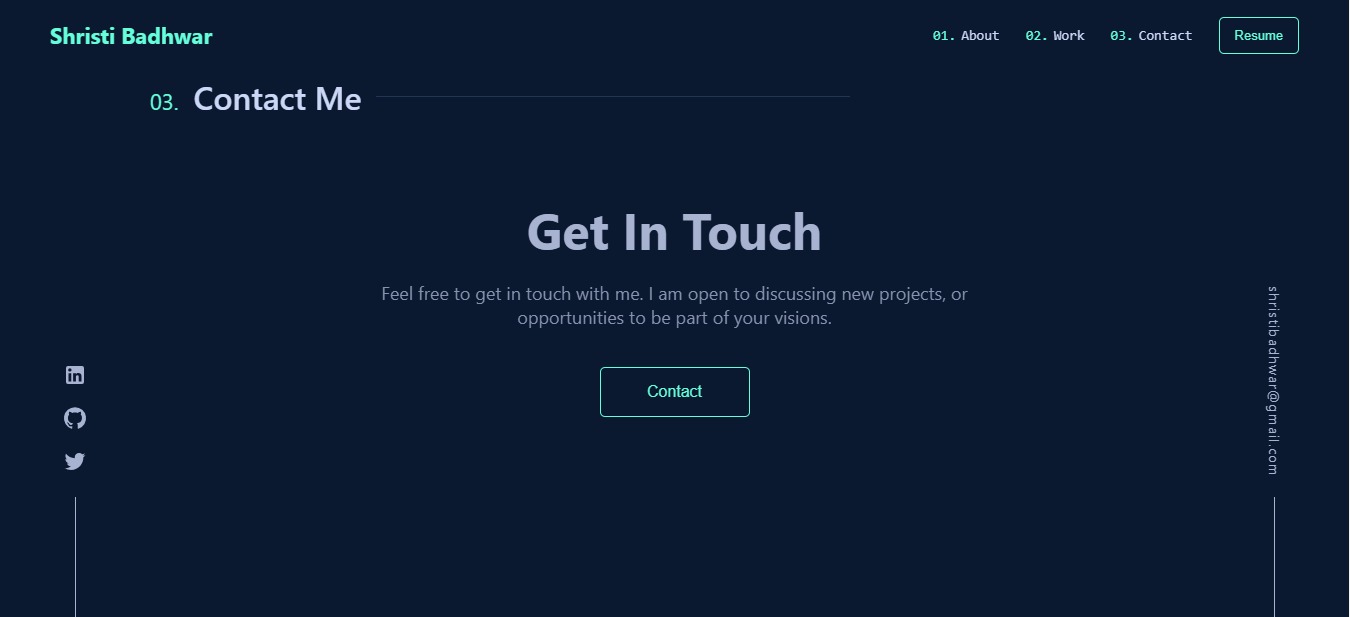 Shristi Badhwar
01. About
02. Work
03. Contact
Resume
03. Contact Me
Get In Touch
Feel free to get in touch with me. I am open to discussing new projects, or
opportunities to be part of your visions.
Contact
shristibadhwar@gmail.com